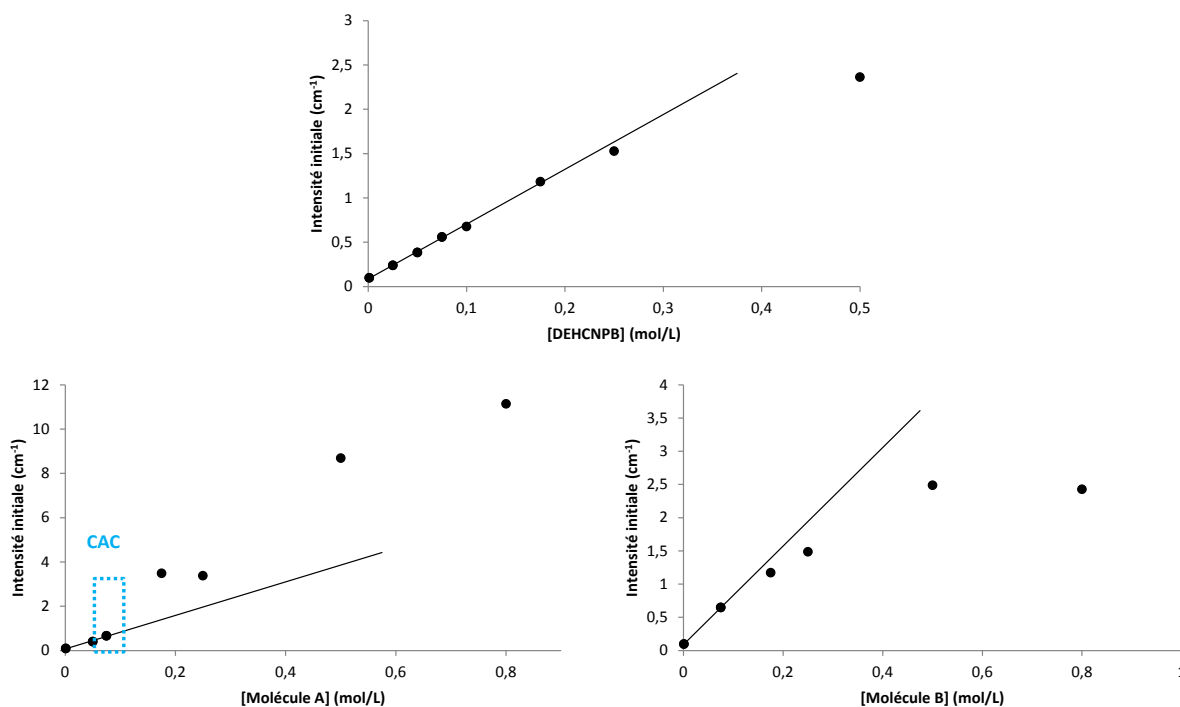 3
2,5
2
1,5
1
0,5
0
Intensité initiale (cm-1)
0 0,1 0,2 0,3 0,4 0,5
[DEHCNPB] (mol/L)
12
10
8
6
4
2
0
Intensité initiale (cm-1)
CAC
0 0,2 0,4 0,6 0,8
[Molécule A] (mol/L)
4
3,5
3
2,5
2
1,5
1
0,5
0
Intensité initiale (cm-1)
0 0,2 0,4 0,6 0,8 1
[Molécule B] (mol/L)